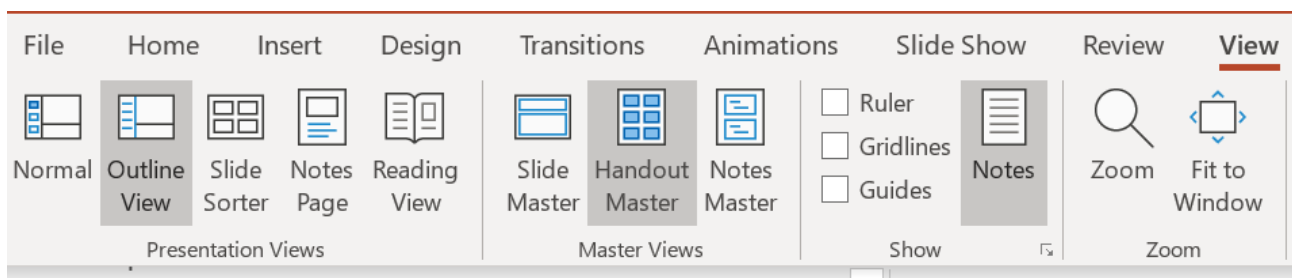 File Home Insert Design Transitions Animations Slide Show Review View
Normal Outline View Slide Sorter Notes Page Reading View Slide Master Handout Master Notes Master Ruler Gridlines Guides Notes Zoom Fit to Window
Presentation Views Master Views Show Zoom